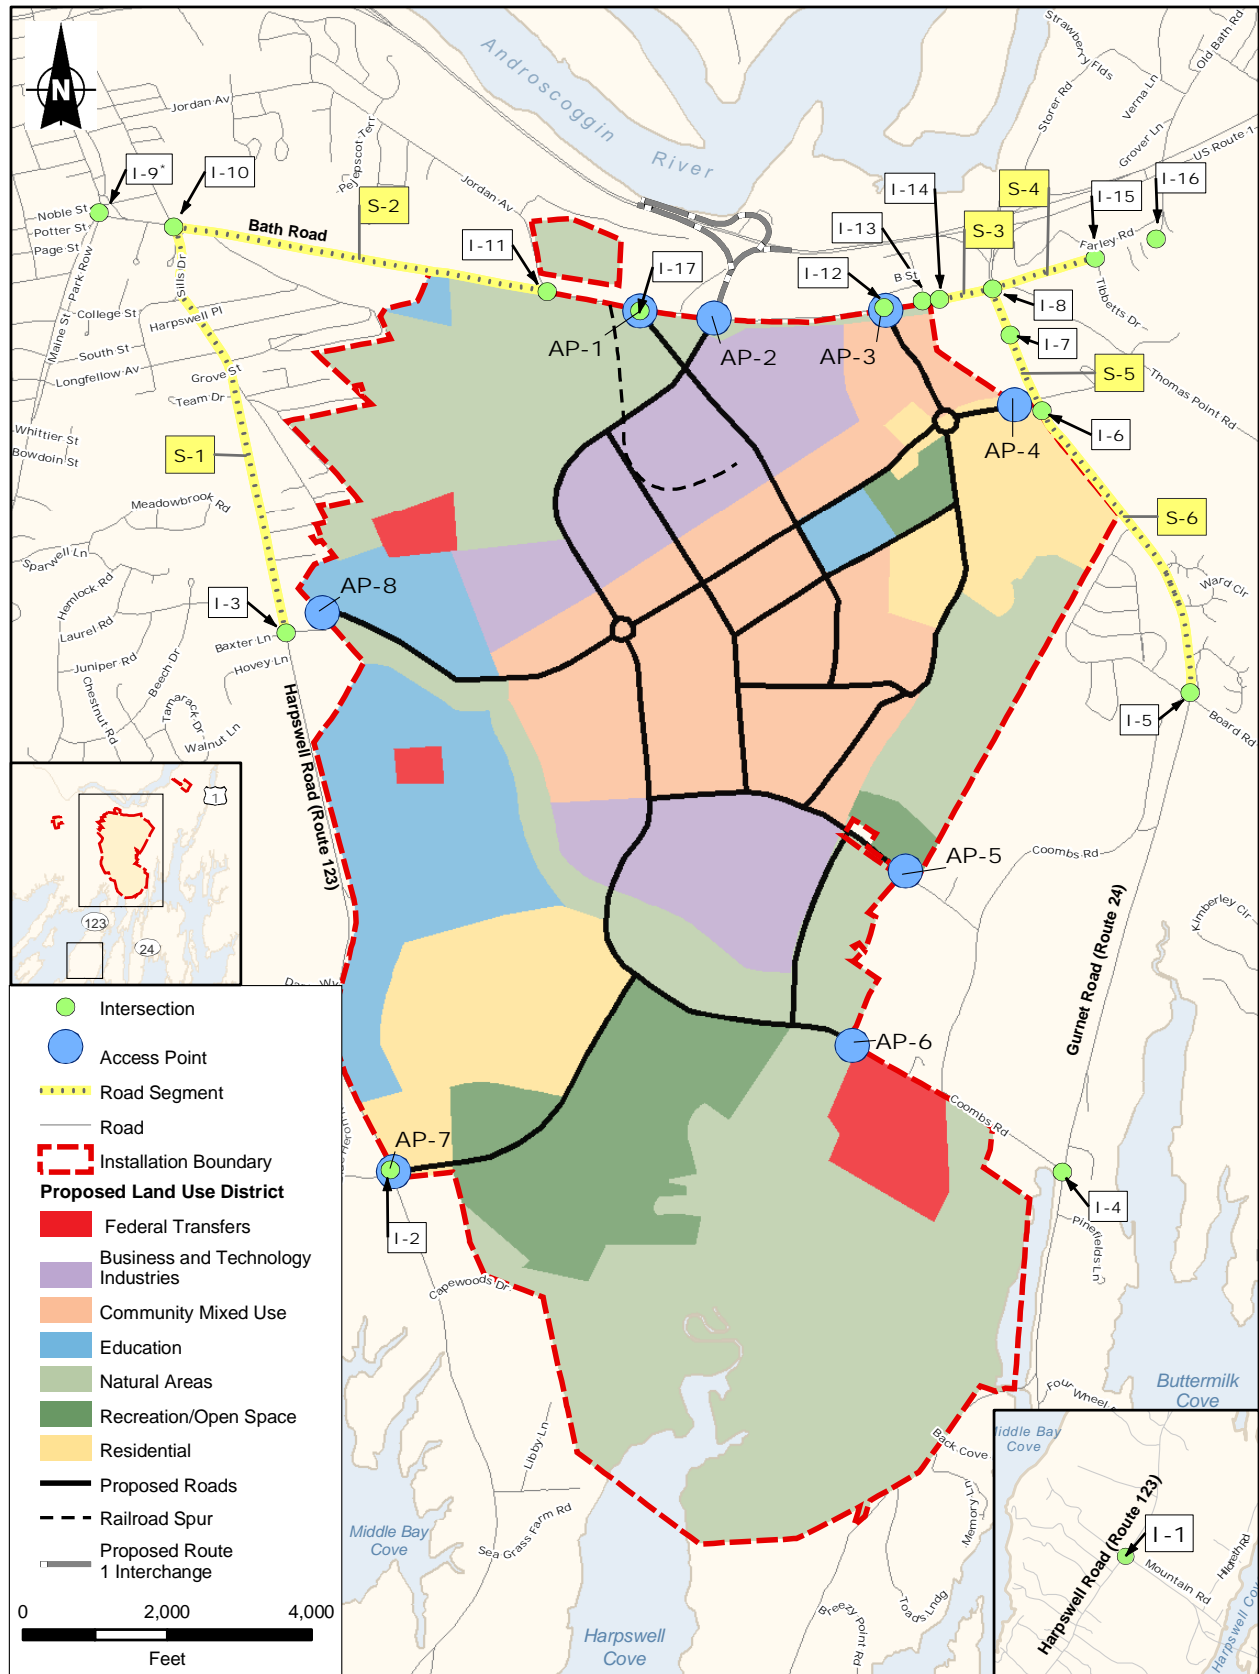 N
Androscoggin
River
Strawberry Flds
Old Bath Rd
Storer Rd
Verna Ln
Grover Ln
US Route 1
Jordan Av
Pejepscot Terr
Jordan Av
I-9*
I-10
S-2
Bath Road
Noble St
Potter St
Page St
Park Row
Maine St
Sills Dr
College St
Harpswell Pl
South St
Longfellow Av
Grove St
Team Dr
Whittier St
Bowdoin St
S-1
Meadowbrook Rd
Sparwell Ln
Hemlock Rd
Laurel Rd
Juniper Rd
Chestnut Rd
Beech Dr
Tamarack Dr
Walnut Ln
I-3
Baxter Ln
Hovey Ln
Harpswell Road (Route 123)
I-11
I-17
I-12
I-13
B St
I-14
S-3
S-4
I-15
I-16
Farley Rd
Tibbetts Dr
I-8
I-7
S-5
Thomas Point Rd
I-6
S-6
Ward Cir
I-5
Board Rd
AP-1
AP-2
AP-3
AP-4
AP-8
AP-5
AP-6
AP-7
I-2
Coombs Rd
Gurnet Road (Route 24)
Kimberley Cir
Coombs Rd
I-4
Pinefields Ln
Capewoods Dr
Libby Ln
Sea Grass Farm Rd
Middle Bay
Cove
Harpswell
Cove
Buttermilk
Cove
Four Wheel
Back Cove
Memory Ln
Toads Lndg
Breezy Point Rd
1
123
24
Intersection
Access Point
Road Segment
Road
Installation Boundary
Proposed Land Use District
Federal Transfers
Business and Technology
Industries
Community Mixed Use
Education
Natural Areas
Recreation/Open Space
Residential
Proposed Roads
Railroad Spur
Proposed Route
1 Interchange
0 2,000 4,000
Feet
Middle Bay
Cove
Harpswell Road (Route 123)
I-1
Mountain Rd
Hildreth Rd
Harpswell Cove